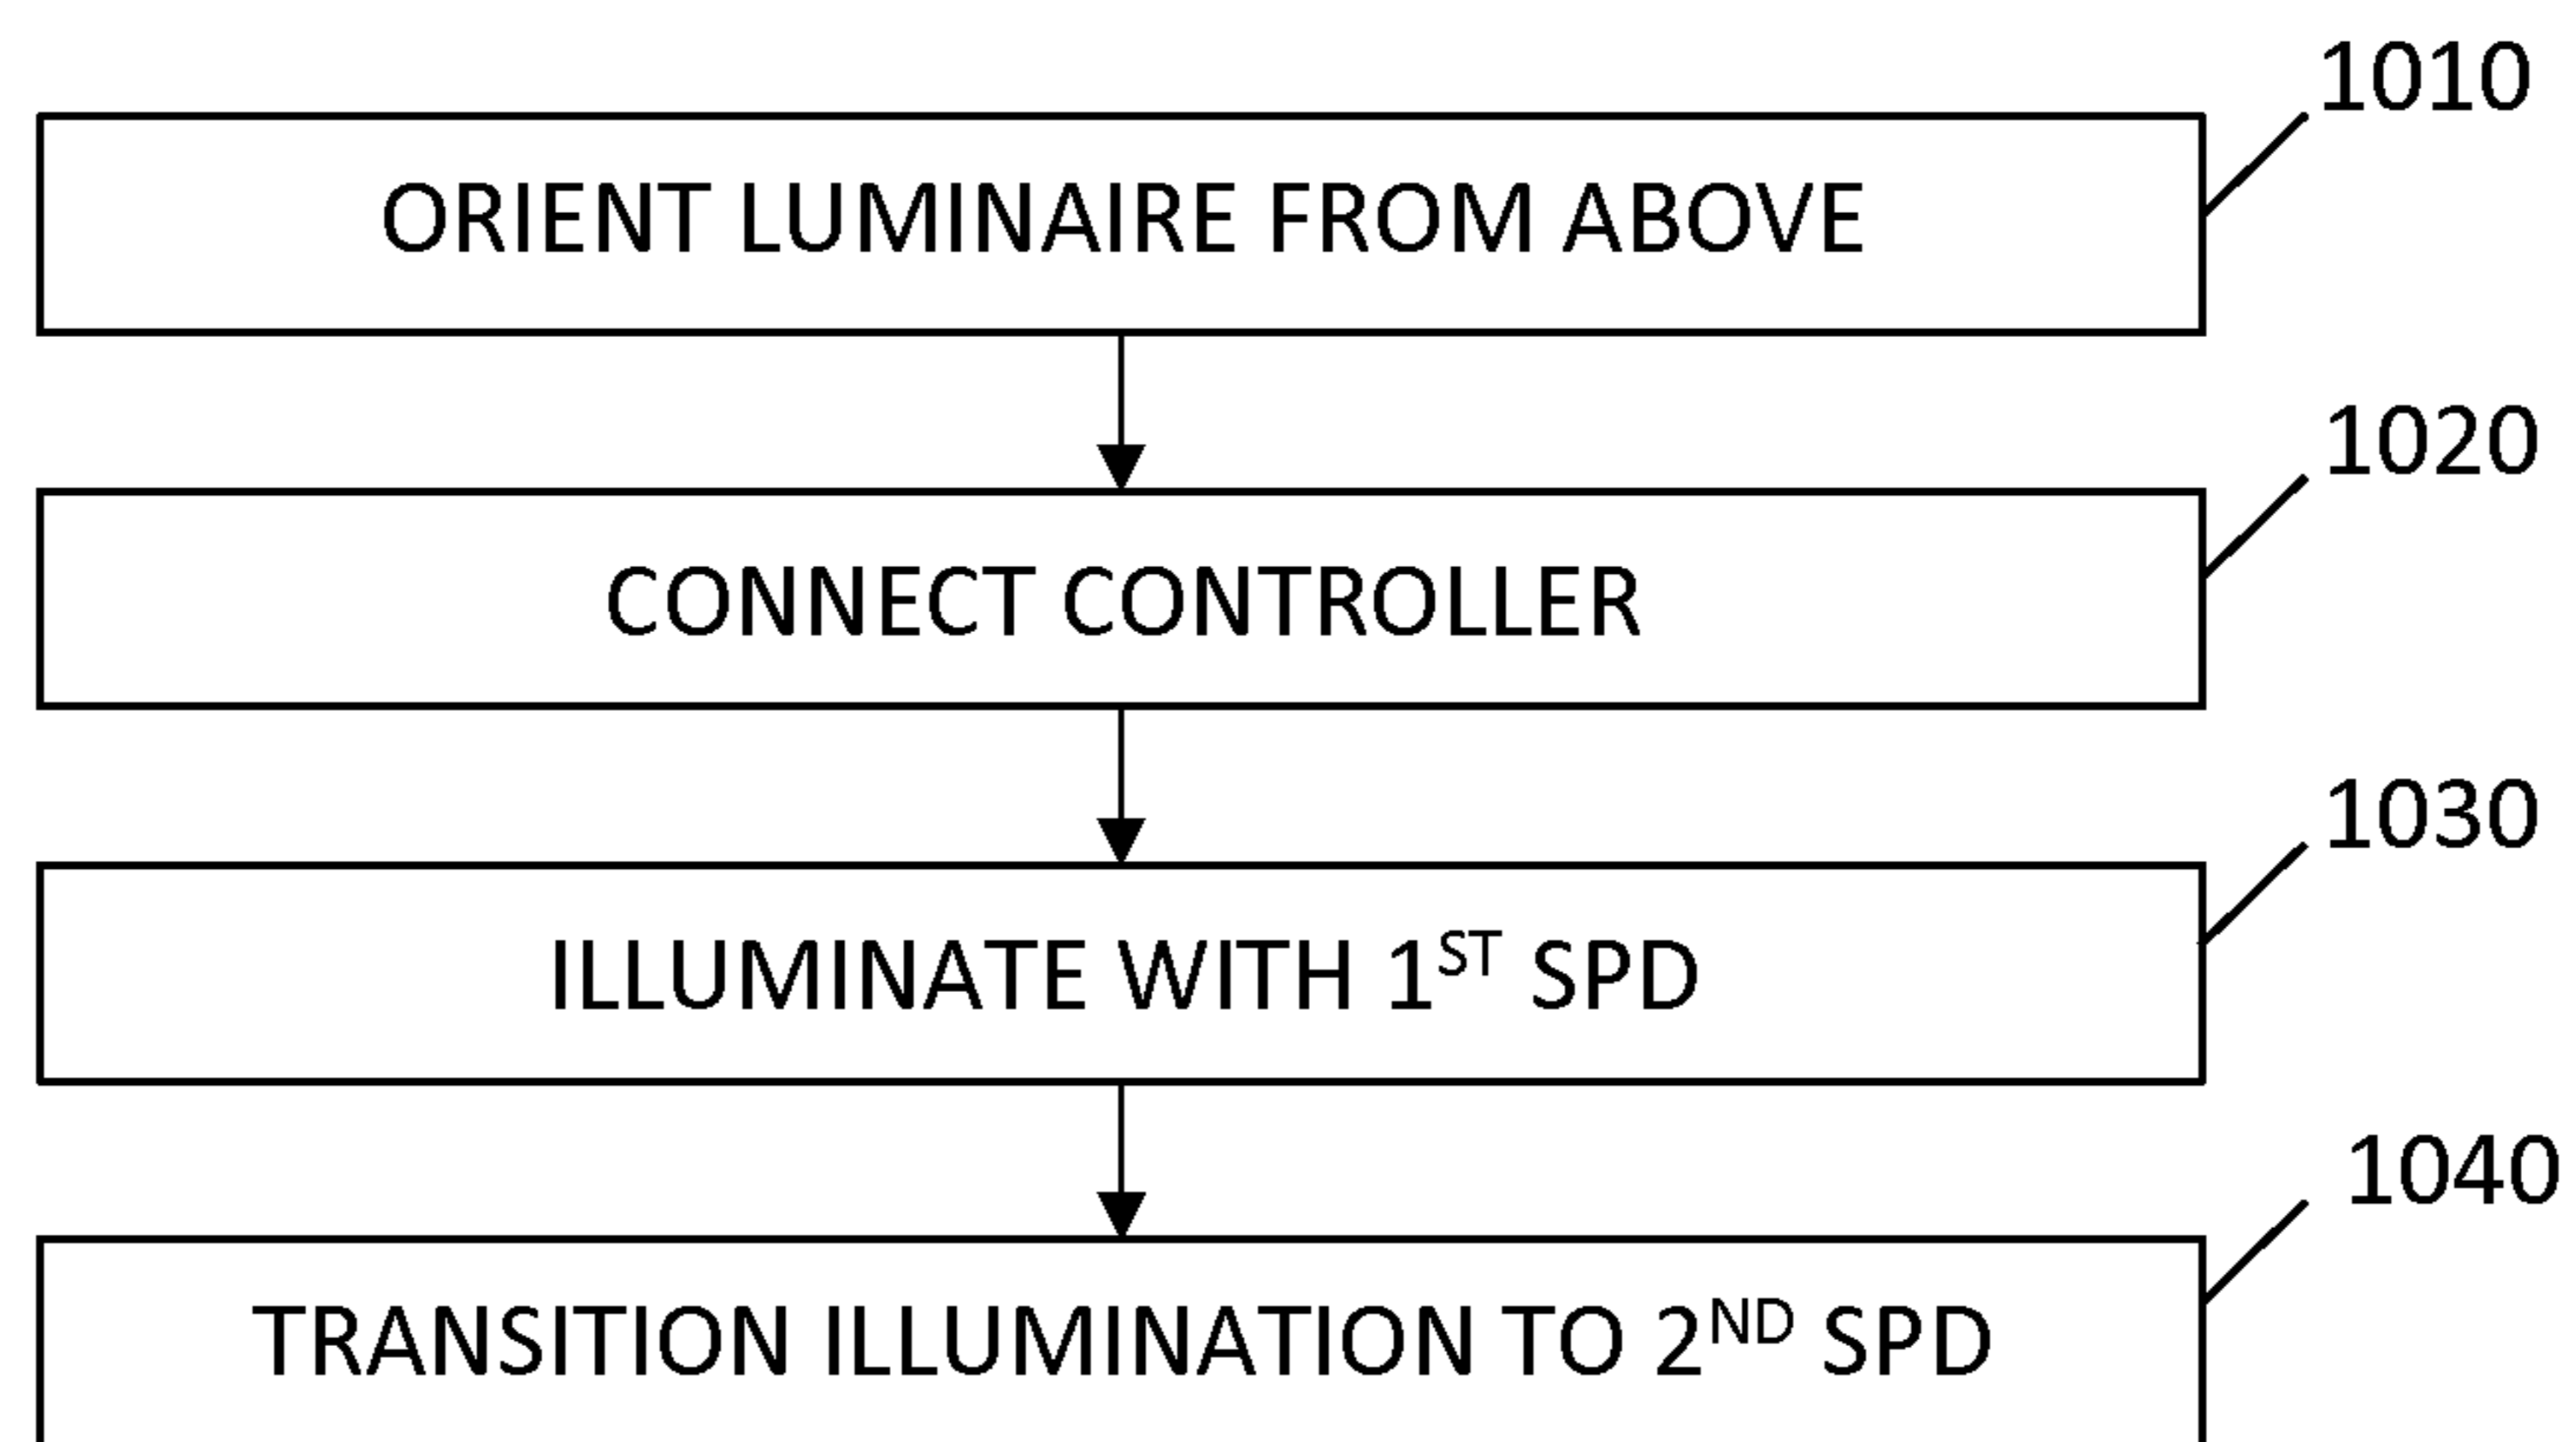 1010
ORIENT LUMINAIRE FROM ABOVE
1020
CONNECT CONTROLLER
1030
ILLUMINATE WITH 1ST SPD
1040
TRANSITION ILLUMINATION TO 2ND SPD